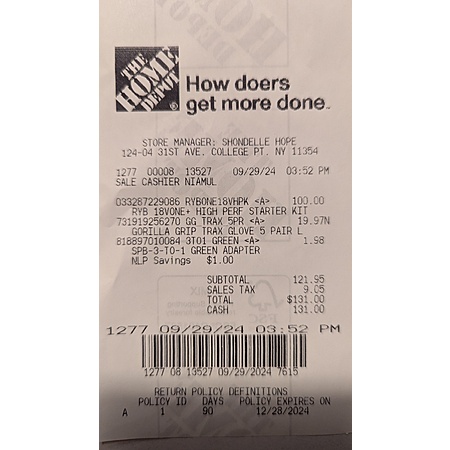 THE
HOME
DEPOT®
How doers
get more done™
STORE MANAGER: SHONDELLE HOPE
124-04 31ST AVE. COLLEGE PT. NY 11354
1277 00008 13527 09/29/24 03:52 PM
SALE CASHIER NIAMUL
033287229086 RYBONE18VHPK <A> 100.00
RYB 18VONE+ HIGH PERF STARTER KIT
731919256270 GG TRAX 5PR <A> 19.97N
GORILLA GRIP TRAX GLOVE 5 PAIR L
818897010084 3T01 GREEN <A> 1.98
SPB-3-TO-1 GREEN ADAPTER
NLP Savings $1.00
SUBTOTAL 121.95
SALES TAX 9.05
TOTAL $131.00
CASH 131.00
1277 09/29/24 03:52 PM
1277 08 13527 09/29/2024 7615
RETURN POLICY DEFINITIONS
POLICY ID DAYS POLICY EXPIRES ON
A 1 90 12/28/2024